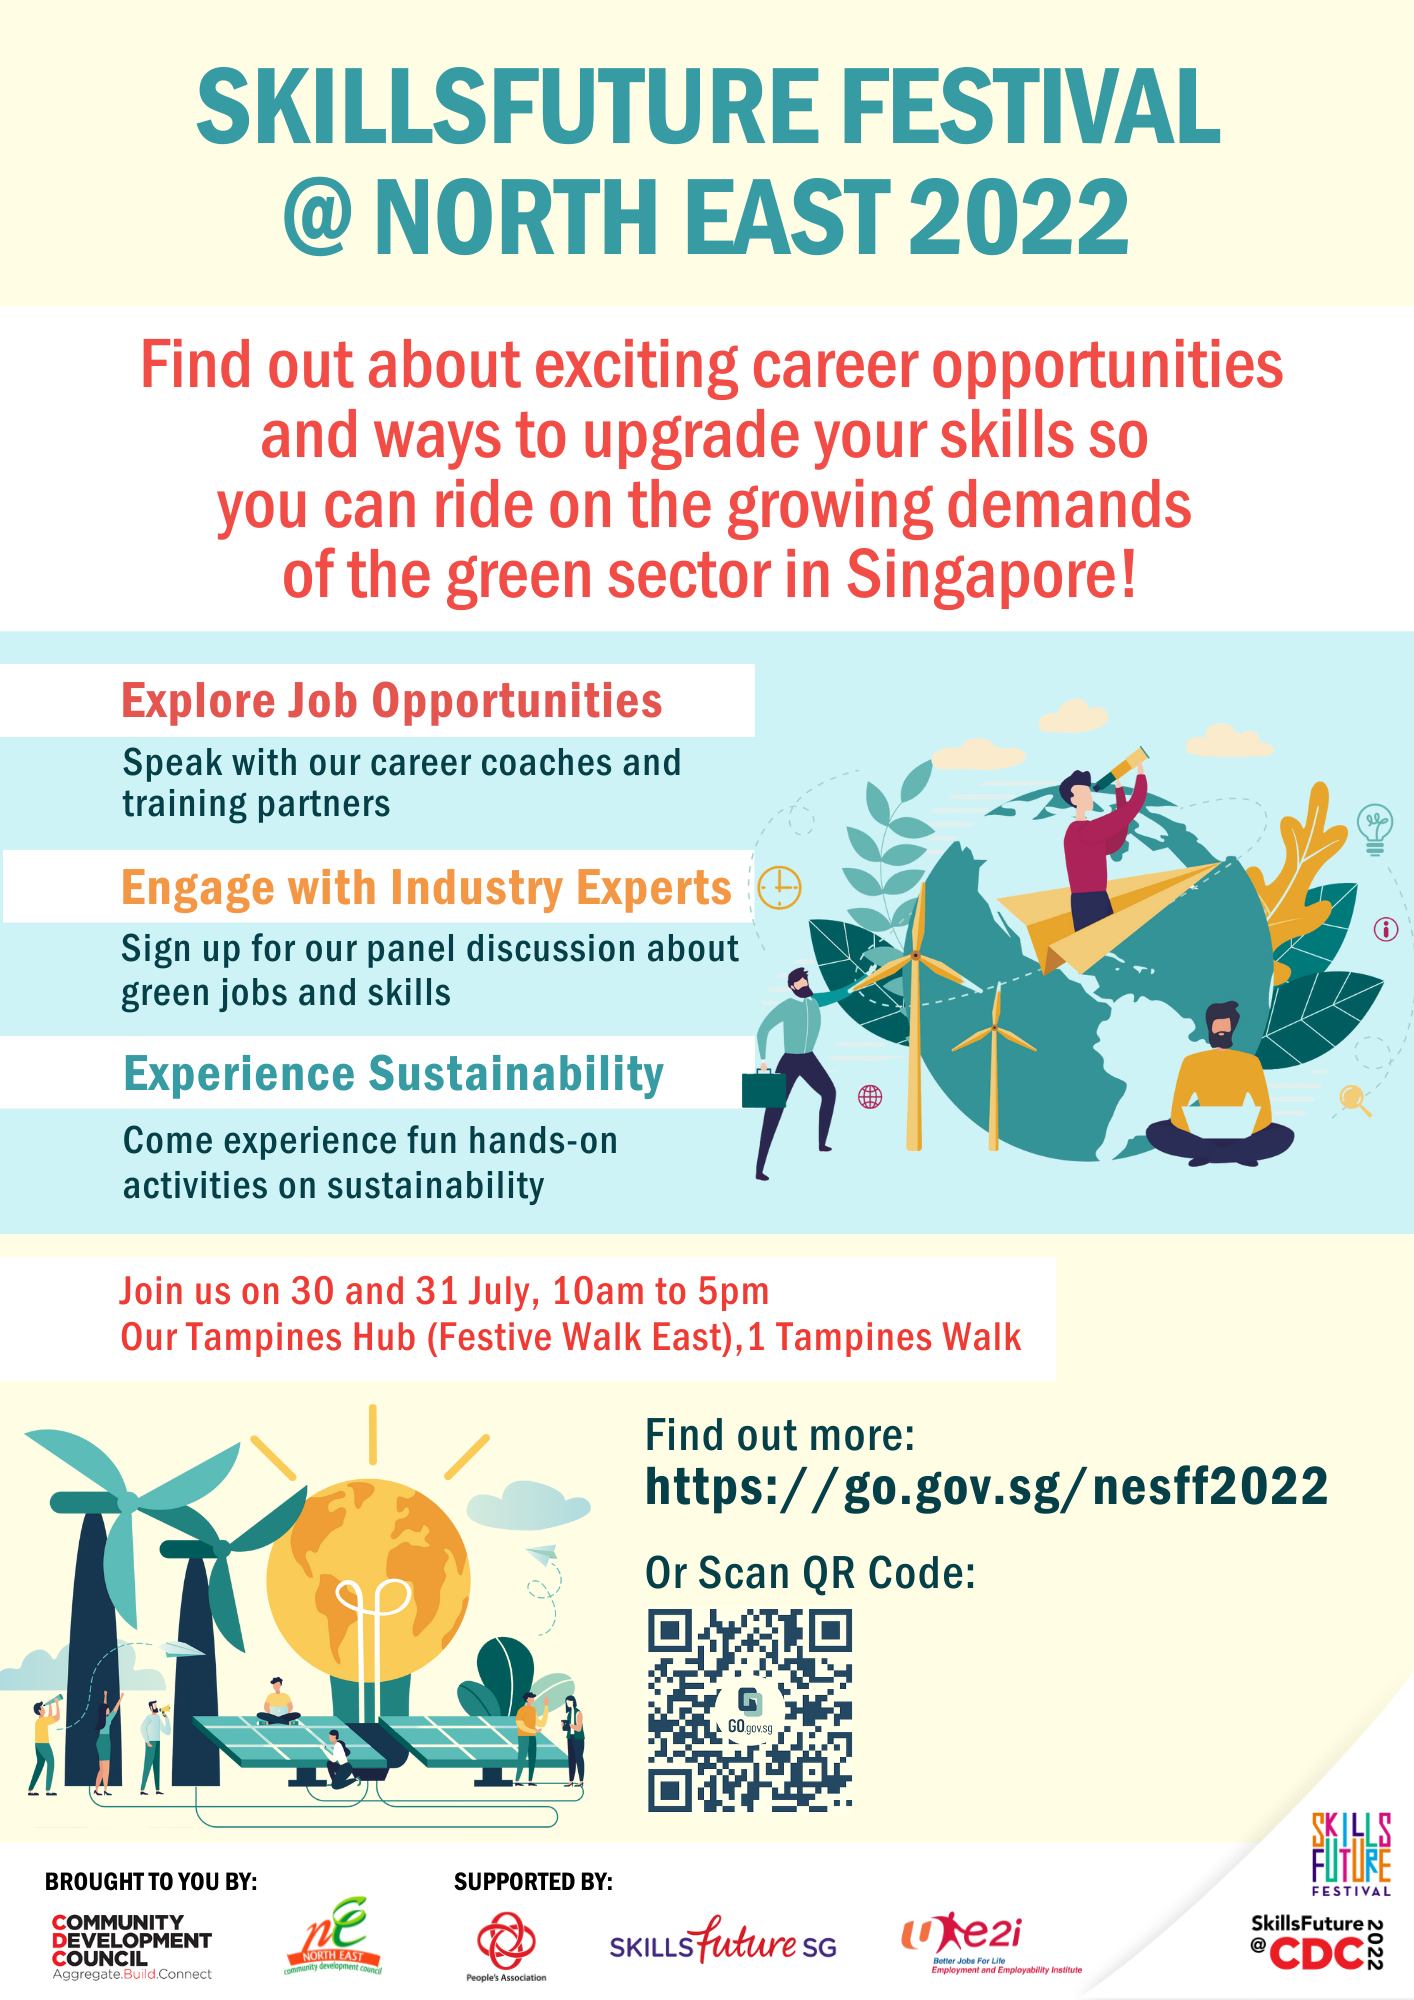 SKILLSFUTURE FESTIVAL
@ NORTH EAST 2022
Find out about exciting career opportunities
and ways to upgrade your skills so
you can ride on the growing demands
of the green sector in Singapore!
Explore Job Opportunities
Speak with our career coaches and
training partners
Engage with Industry Experts
Sign up for our panel discussion about
green jobs and skills
Experience Sustainability
Come experience fun hands-on
activities on sustainability
Join us on 30 and 31 July, 10am to 5pm
Our Tampines Hub (Festive Walk East),1 Tampines Walk
Find out more:
https://go.gov.sg/nesff2022
Or Scan QR Code:
GO.gov.sg
SKILLS
FUTURE
FESTIVAL
BROUGHT TO YOU BY:
COMMUNITY
DEVELOPMENT
COUNCIL
Aggregate.Build.Connect
nE
NORTH EAST
community development council
SUPPORTED BY:
People's Association
SKILLSfuture SG
U e2i
Better Jobs For Life
Employment and Employability Institute
SkillsFuture
@CDC
2022